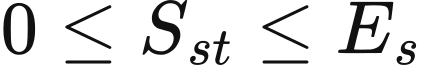 0 ≤ S_{st} ≤ E_s